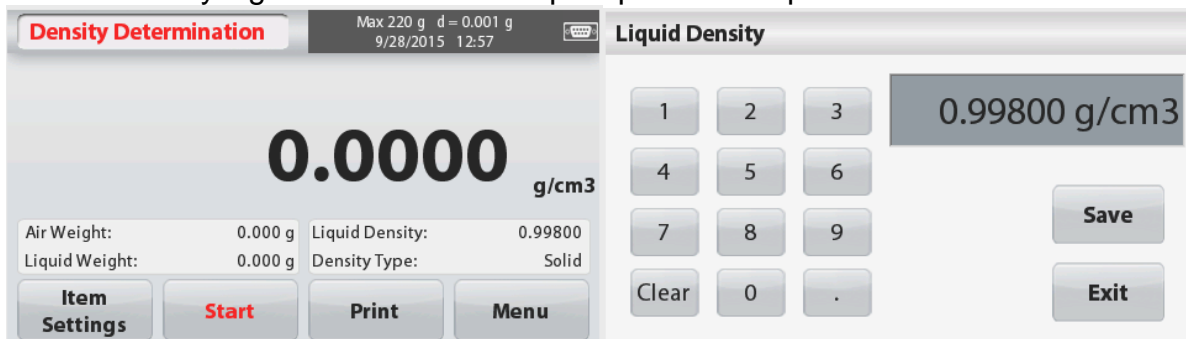 Density Determination
Max 220 g d = 0.001 g
9/28/2015 12:57
0.0000
g/cm3
Air Weight: 0.000 g Liquid Density: 0.99800
Liquid Weight: 0.000 g Density Type: Solid
Item
Settings
Start
Print
Menu
Liquid Density
0.99800 g/cm3
1 2 3
4 5 6
7 8 9
Clear 0 .
Save
Exit